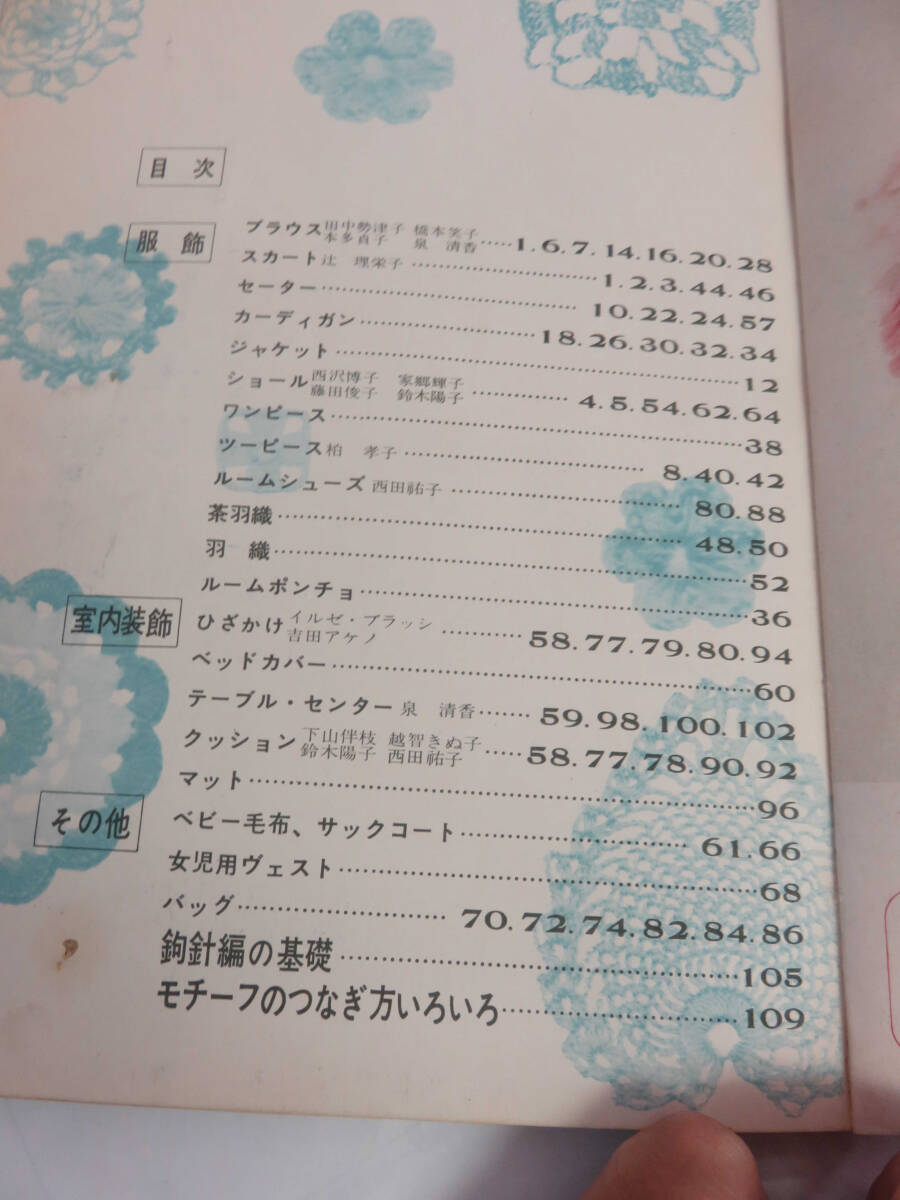 目次
服飾
ブラウス 田中勢津子 橋本笑子 本多貞子 泉 清香 ‥‥‥ 1.6.7.14.16.20.28
スカート 辻 理栄子 ‥‥‥ 1.2.3.44.46
セーター ‥‥‥ 10.22.24.57
カーディガン ‥‥‥ 18.26.30.32.34
ジャケット ‥‥‥ 12
ショール 西沢博子 家郷輝子 藤田俊子 鈴木陽子 ‥‥‥ 4.5.54.62.64
ワンピース ‥‥‥ 38
ツーピース 柏 孝子 ‥‥‥ 8.40.42
ルームシューズ 西田祐子 ‥‥‥ 80.88
茶羽織 ‥‥‥ 48.50
羽織 ‥‥‥ 52
ルームポンチョ ‥‥‥ 36
室内装飾
ひざかけ イルゼ・ブラッシ 吉田アケノ ‥‥‥ 58.77.79.80.94
ベッドカバー ‥‥‥ 60
テーブル・センター 泉 清香 ‥‥‥ 59.98.100.102
クッション 下山伴枝 越智きぬ子 鈴木陽子 西田祐子 ‥‥‥ 58.77.78.90.92
マット ‥‥‥ 96
その他
ベビー毛布、サックコート ‥‥‥ 61.66
女児用ヴェスト ‥‥‥ 68
バッグ ‥‥‥ 70.72.74.82.84.86
鉤針編の基礎 ‥‥‥ 105
モチーフのつなぎ方いろいろ ‥‥‥ 109